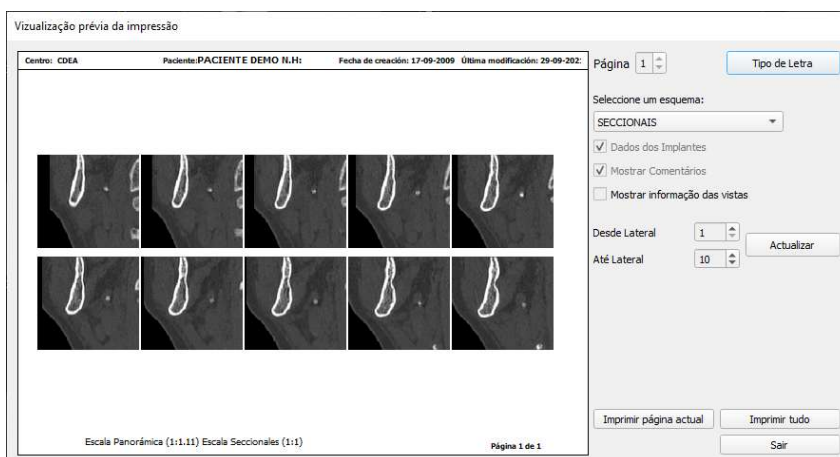 Vizualização prévia da impressão
Centro: CDEA Paciente:PACIENTE DEMO N.H: Fecha de creación: 17-09-2009 Última modificación: 29-09-202
Página 1 Tipo de Letra
Seleccione um esquema:
SECCIONAIS
Dados dos Implantes
Mostrar Comentários
Mostrar informação das vistas
Desde Lateral 1
Actualizar
Até Lateral 10
Imprimir página actual Imprimir tudo
Escala Panorámica (1:1.11) Escala Seccionales (1:1) Página 1 de 1
Sair